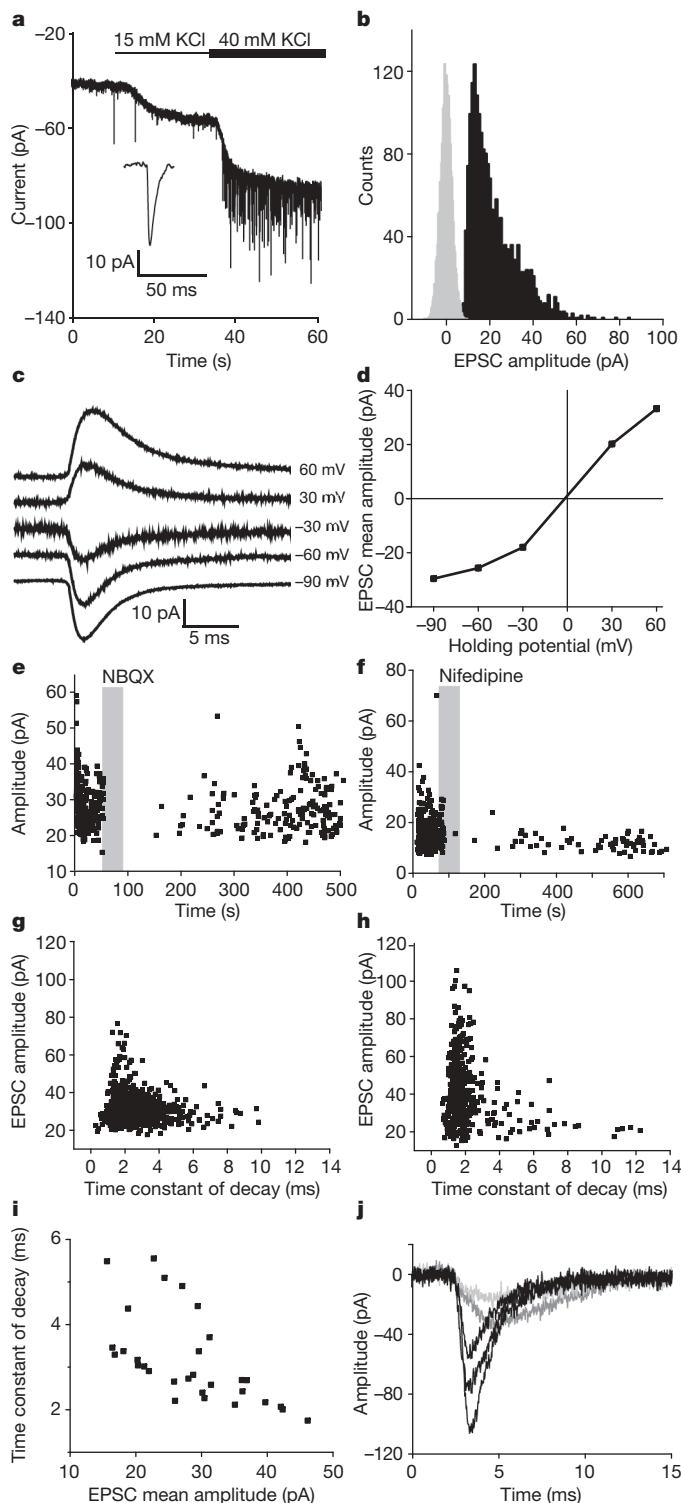 a
−20
−60
−100
−140
Current (pA)
15 mM KCl
40 mM KCl
10 pA
50 ms
0
20
40
60
Time (s)
b
120
80
40
0
Counts
0
20
40
60
80
100
EPSC amplitude (pA)
c
60 mV
30 mV
−30 mV
−60 mV
−90 mV
10 pA
5 ms
d
40
20
0
−20
−40
EPSC mean amplitude (pA)
−90
−60
−30
0
30
60
Holding potential (mV)
e
NBQX
60
50
40
30
20
10
Amplitude (pA)
0
100
200
300
400
500
Time (s)
f
Nifedipine
80
60
40
20
0
Amplitude (pA)
0
200
400
600
Time (s)
g
120
100
80
60
40
20
EPSC amplitude (pA)
0
2
4
6
8
10
12
14
Time constant of decay (ms)
h
120
100
80
60
40
20
EPSC amplitude (pA)
0
2
4
6
8
10
12
14
Time constant of decay (ms)
i
6
4
2
Time constant of decay (ms)
10
20
30
40
50
EPSC mean amplitude (pA)
j
0
−40
−80
−120
Amplitude (pA)
0
5
10
15
Time (ms)